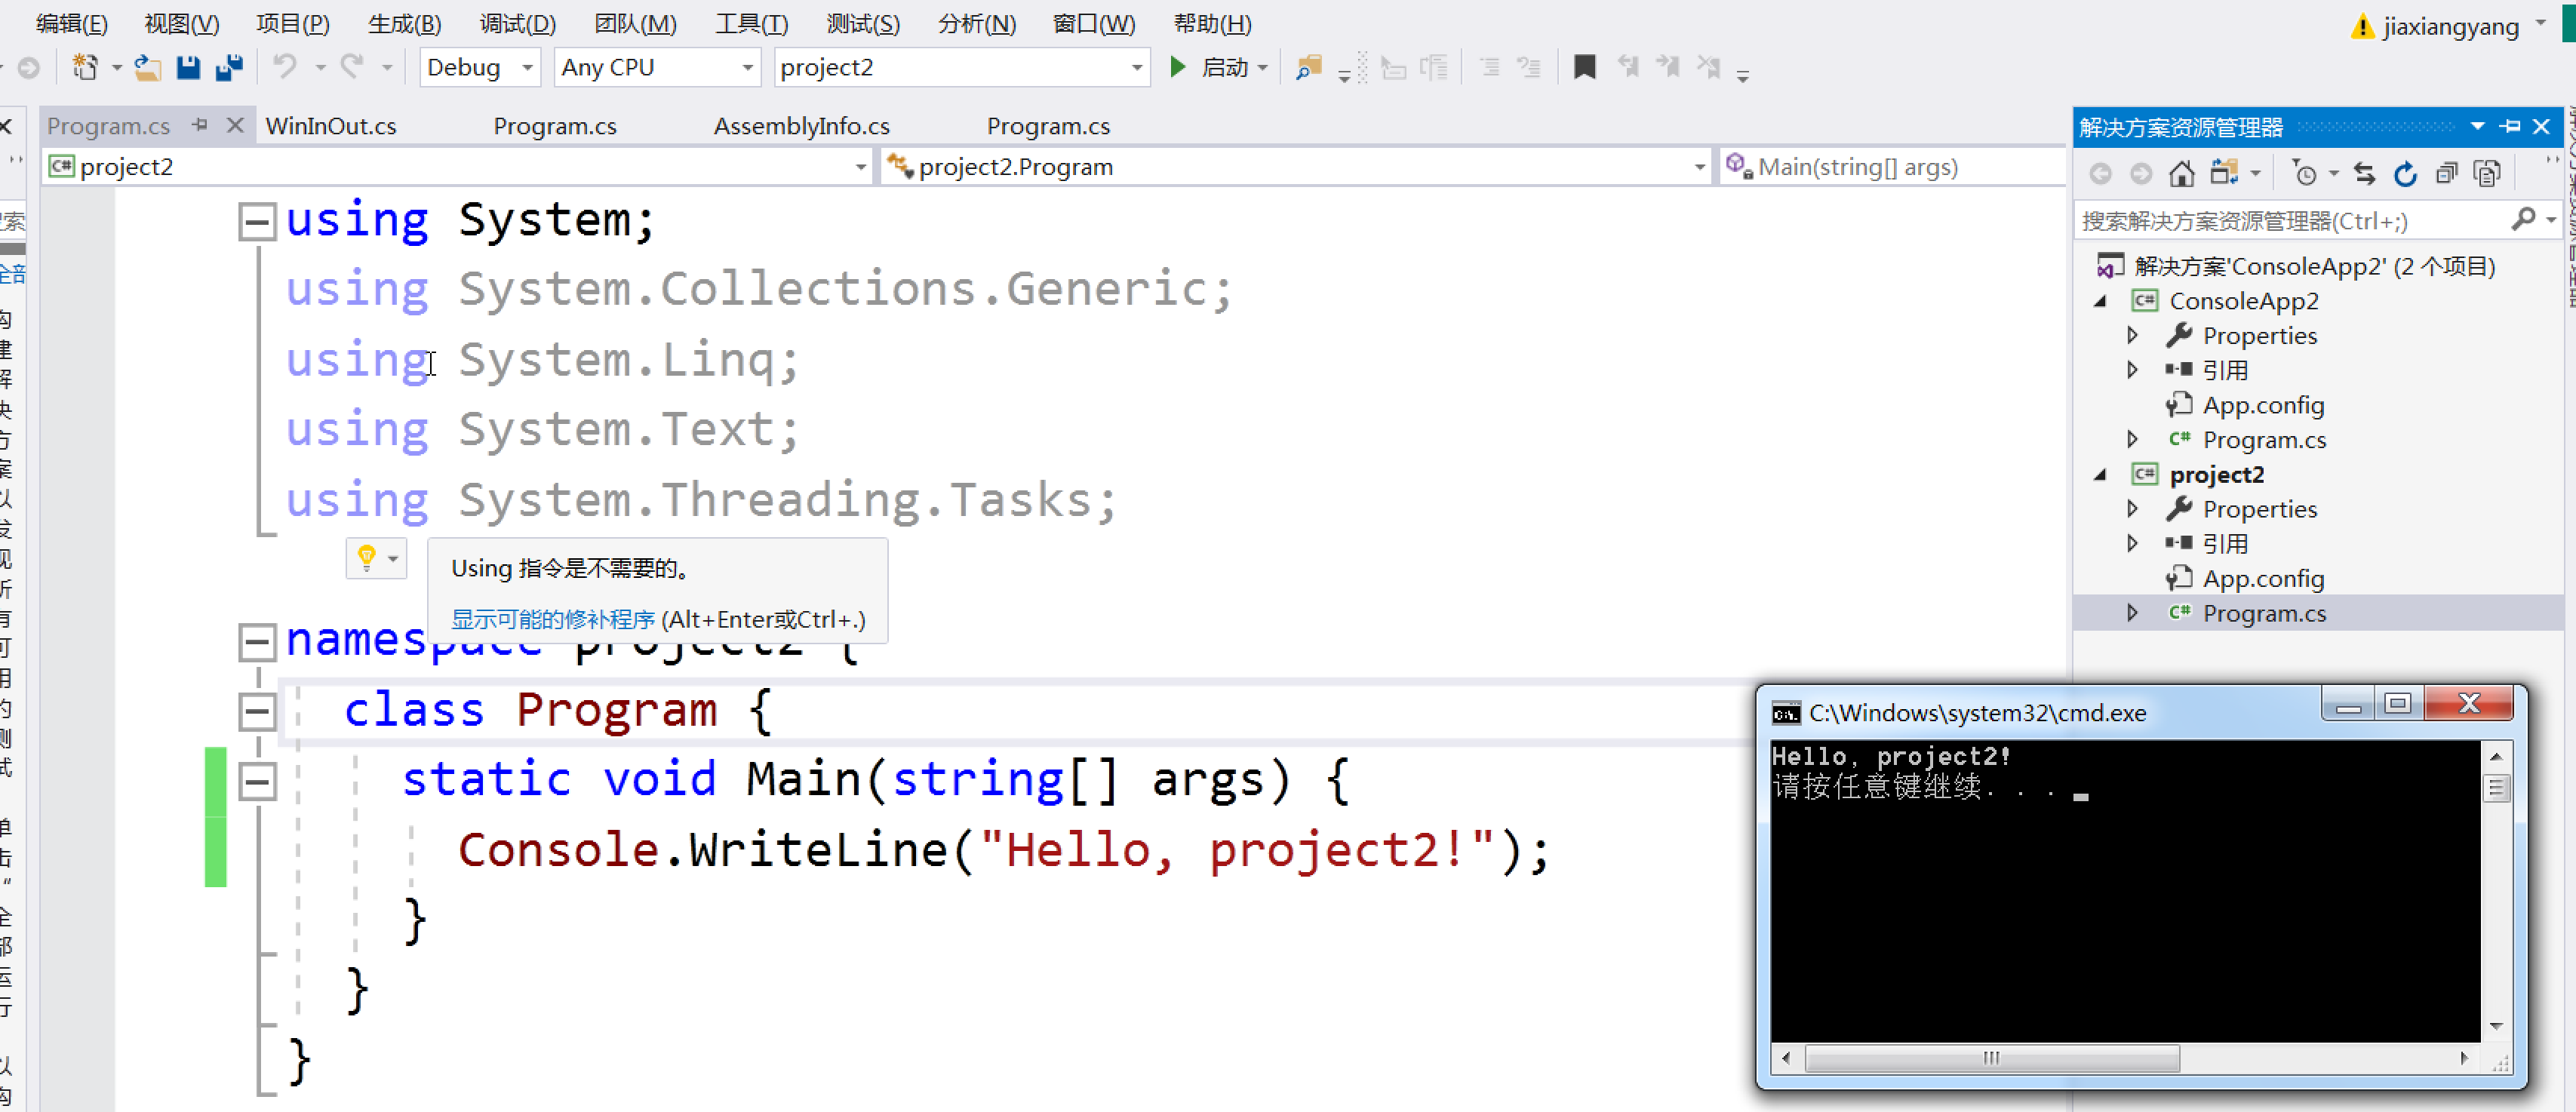 编辑(E) 视图(V) 项目(P) 生成(B) 调试(D) 团队(M) 工具(T) 测试(S) 分析(N) 窗口(W) 帮助(H)
jiaxiangyang
Debug Any CPU project2 启动
Program.cs WinInOut.cs Program.cs AssemblyInfo.cs Program.cs
C# project2 project2.Program Main(string[] args)
using System;
using System.Collections.Generic;
using System.Linq;
using System.Text;
using System.Threading.Tasks;
Using 指令是不需要的。
显示可能的修补程序 (Alt+Enter或Ctrl+.)
namespace project2 {
class Program {
static void Main(string[] args) {
Console.WriteLine("Hello, project2!");
}
}
}
解决方案资源管理器
搜索解决方案资源管理器(Ctrl+;)
解决方案'ConsoleApp2' (2 个项目)
C# ConsoleApp2
Properties
引用
App.config
C# Program.cs
C# project2
Properties
引用
App.config
C# Program.cs
C:\Windows\system32\cmd.exe
Hello, project2!
请按任意键继续. . .